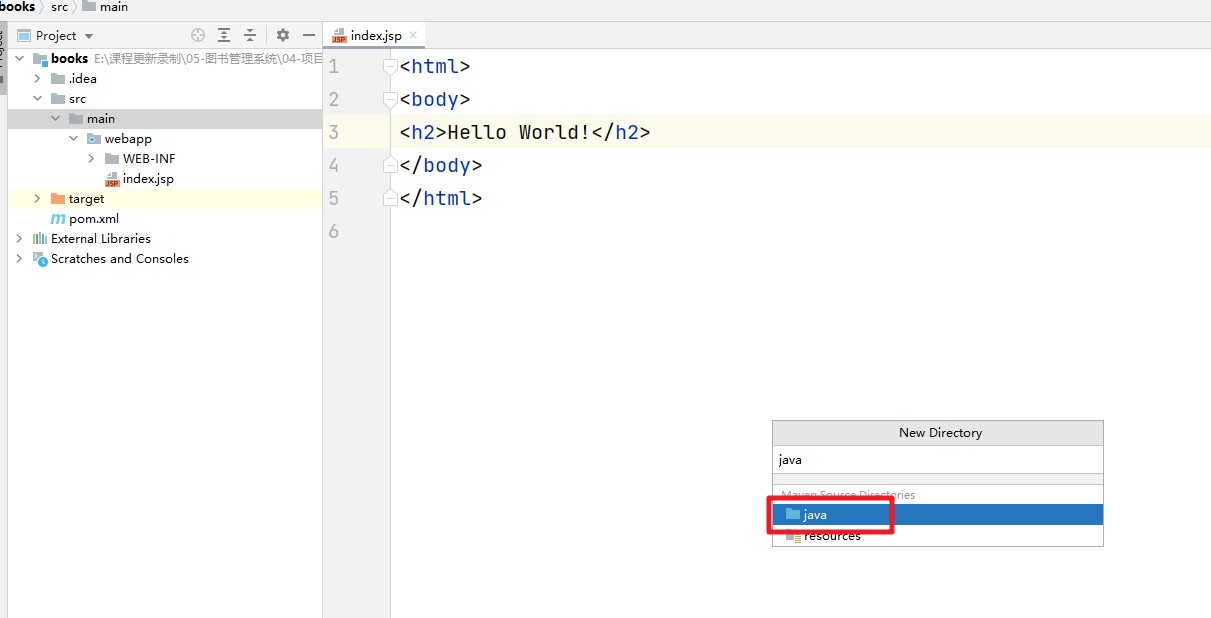 books src main
Project
index.jsp
books E:\课程更新录制\05-图书管理系统\04-项目
.idea
src
main
webapp
WEB-INF
index.jsp
target
pom.xml
External Libraries
Scratches and Consoles
1 <html>
2 <body>
3 <h2>Hello World!</h2>
4 </body>
5 </html>
6
New Directory
java
Maven Source Directories
java
resources